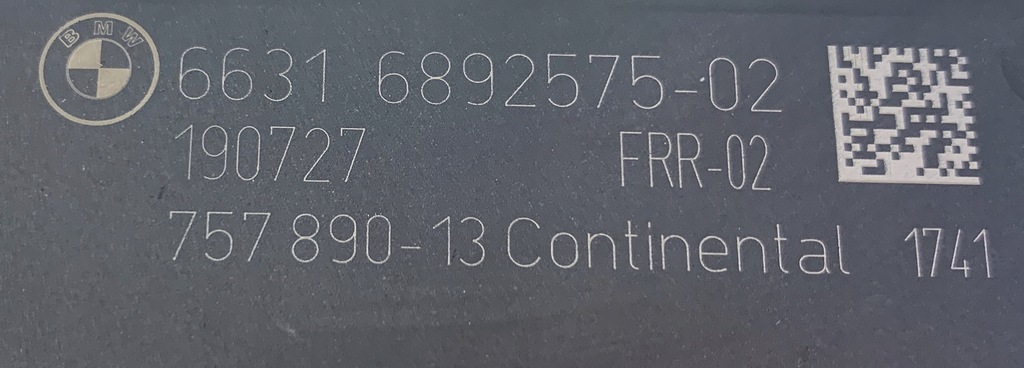 BMW
6631 6892575-02
190727 FRR-02
757 890-13 Continental 1741